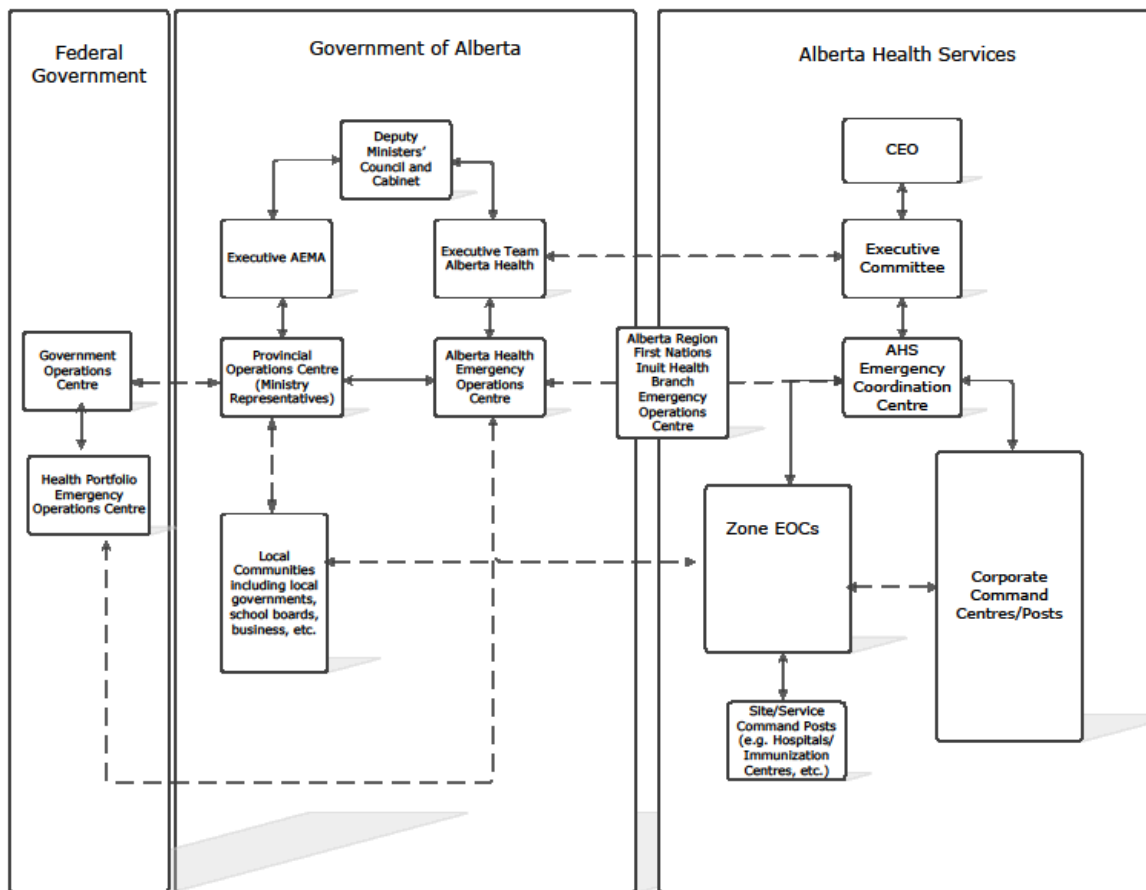 Federal
Government
Government of Alberta
Alberta Health Services
Deputy
Ministers’
Council and
Cabinet
CEO
Executive AEMA
Executive Team
Alberta Health
Executive
Committee
Government
Operations
Centre
Provincial
Operations Centre
(Ministry
Representatives)
Alberta Health
Emergency
Operations
Centre
Alberta Region
First Nations
Inuit Health
Branch
Emergency
Operations
Centre
AHS
Emergency
Coordination
Centre
Health Portfolio
Emergency
Operations Centre
Local
Communities
including local
governments,
school boards,
business, etc.
Zone EOCs
Corporate
Command
Centres/Posts
Site/Service
Command Posts
(e.g. Hospitals/
Immunization
Centres, etc.)